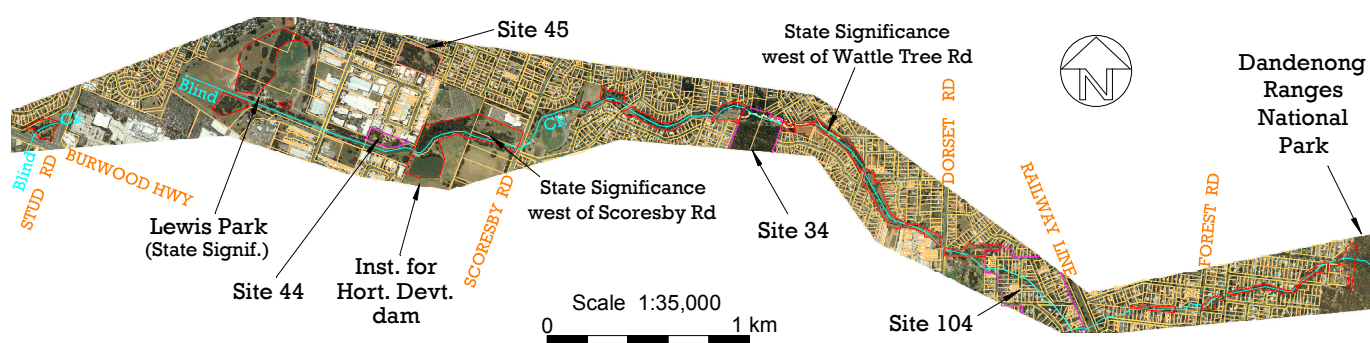 Site 45
State Significance
west of Wattle Tree Rd
DORSET RD
N
Dandenong
Ranges
National
Park
Blind
Ck
Blind
Ck
STUD RD
BURWOOD HWY
Lewis Park
(State Signif.)
Site 44
Inst. for
Hort. Devt.
dam
SCORESBY RD
State Significance
west of Scoresby Rd
Site 34
RAILWAY LINE
FOREST RD
Site 104
Scale 1:35,000
0 1 km